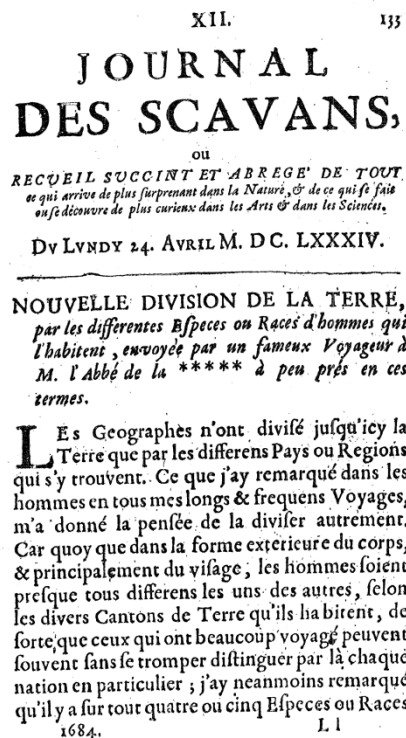 XII. 133
JOURNAL
DES SCAVANS,
ou
RECVEIL SVCCINT ET ABREGE' DE TOUT
ce qui arrive de plus ſurprenant dans la Nature, & de ce qui ſe fait
ou ſe découvre de plus curieux dans les Arts & dans les Sciences.
DV LVNDY 24. AVRIL M. DC. LXXXIV.
NOUVELLE DIVISION DE LA TERRE,
par les differentes Eſpeces ou Races d'hommes qui
l'habitent, envoyée par un fameux Voyageur à
M. l'Abbé de la ***** à peu prés en ces
termes.
LEs Geographes n'ont diviſé juſqu'icy la
Terre que par les differens Pays ou Regions
qui s'y trouvent. Ce que j'ay remarqué dans les
hommes en tous mes longs & frequens Voyages,
m'a donné la penſée de la diviſer autrement.
Car quoy que dans la forme exterieure du corps,
& principalement du viſage, les hommes ſoient
preſque tous differens les uns des autres, ſelon
les divers Cantons de Terre qu'ils habitent, de
ſorte que ceux qui ont beaucoup voyagé peuvent
ſouvent ſans ſe tromper diſtinguer par là chaque
nation en particulier ; j'ay neanmoins remarqué
qu'il y a ſur tout quatre ou cinq Eſpeces ou Races
1684. L l